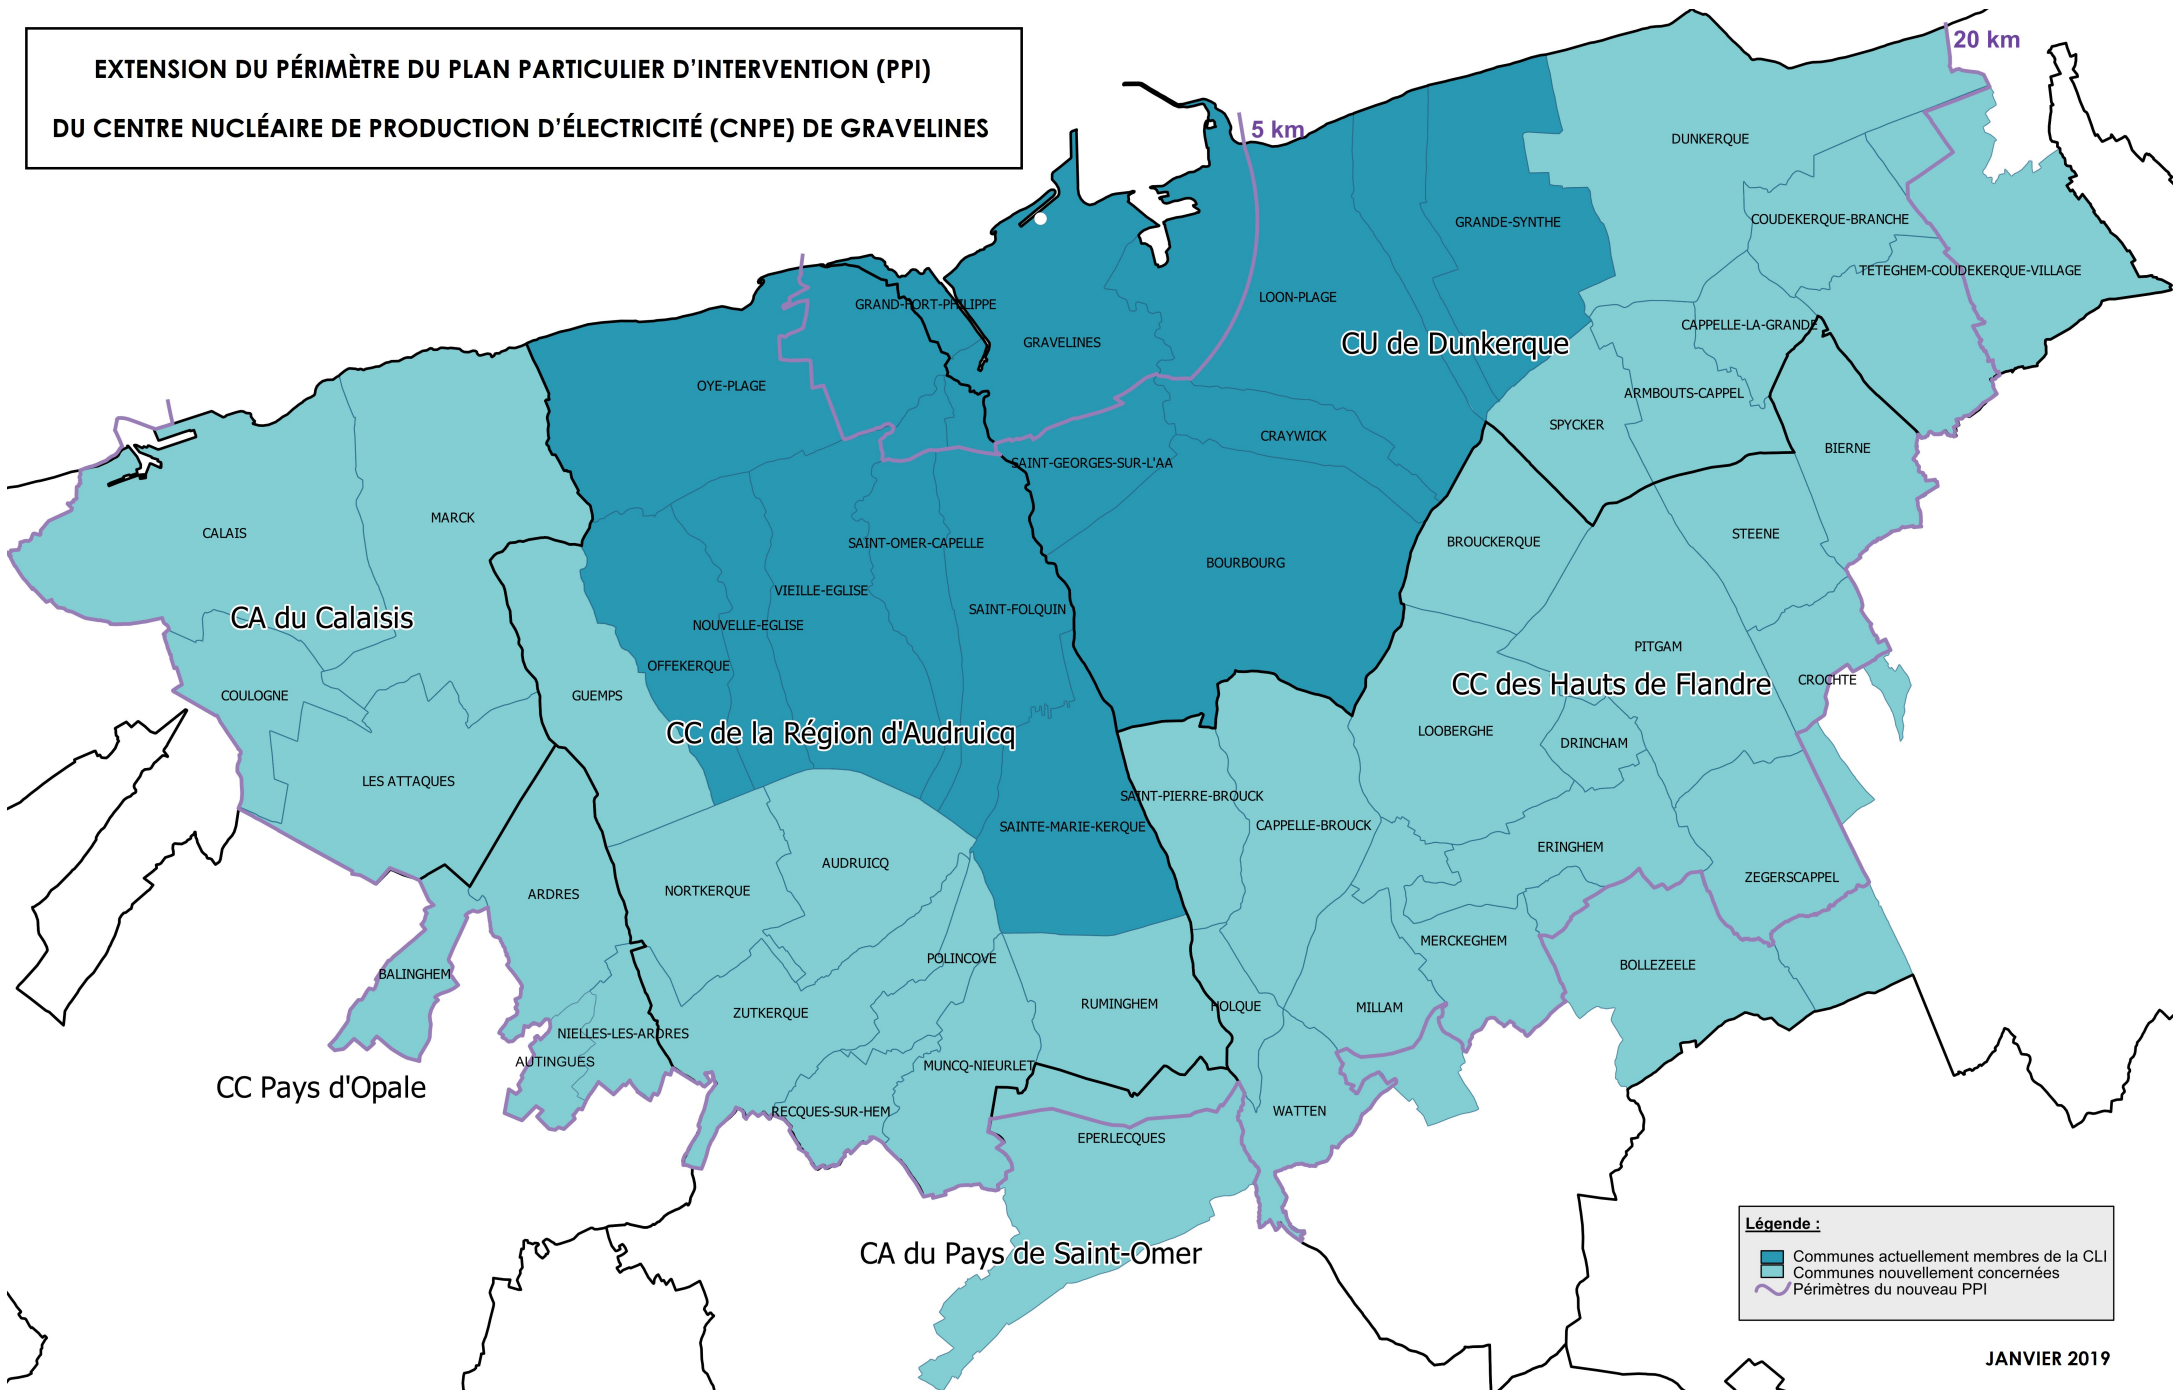 EXTENSION DU PÉRIMÈTRE DU PLAN PARTICULIER D'INTERVENTION (PPI)
DU CENTRE NUCLÉAIRE DE PRODUCTION D'ÉLECTRICITÉ (CNPE) DE GRAVELINES
20 km
5 km
DUNKERQUE
GRANDE-SYNTHE
COUDEKERQUE-BRANCHE
TETEGHEM-COUDEKERQUE-VILLAGE
LOON-PLAGE
GRAND-FORT-PHILIPPE
GRAVELINES
CU de Dunkerque
CAPPELLE-LA-GRANDE
OYE-PLAGE
ARMBOUTS-CAPPEL
SPYCKER
CRAYWICK
BIERNE
SAINT-GEORGES-SUR-L'AA
MARCK
CALAIS
STEENE
BROUCKERQUE
SAINT-OMER-CAPELLE
BOURBOURG
VIEILLE-EGLISE
SAINT-FOLQUIN
CA du Calaisis
NOUVELLE-EGLISE
PITGAM
OFFEKERQUE
CROCHTE
CC des Hauts de Flandre
COULOGNE
GUEMPS
CC de la Région d'Audruicq
LOOBERGHE
DRINCHAM
LES ATTAQUES
SAINT-PIERRE-BROUCK
CAPPELLE-BROUCK
SAINTE-MARIE-KERQUE
ERINGHEM
AUDRUICQ
ZEGERSCAPPEL
NORTKERQUE
ARDRES
MERCKEGHEM
POLINCOVE
BOLLEZEELE
BALINGHEM
RUMINGHEM
HOLQUE
MILLAM
ZUTKERQUE
NIELLES-LES-ARDRES
AUTINGUES
MUNCQ-NIEURLET
CC Pays d'Opale
RECQUES-SUR-HEM
WATTEN
EPERLECQUES
CA du Pays de Saint-Omer
Légende :
Communes actuellement membres de la CLI
Communes nouvellement concernées
Périmètres du nouveau PPI
JANVIER 2019